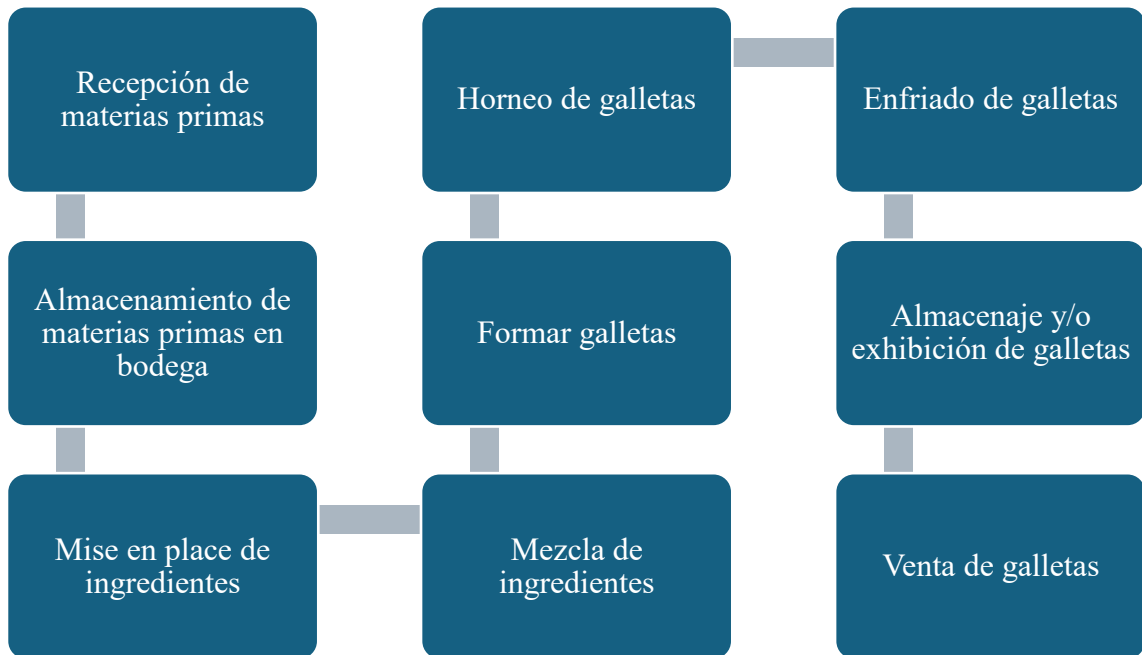 Recepción de
materias primas
Almacenamiento de
materias primas en
bodega
Mise en place de
ingredientes
Mezcla de
ingredientes
Formar galletas
Horneo de galletas
Enfriado de galletas
Almacenaje y/o
exhibición de galletas
Venta de galletas